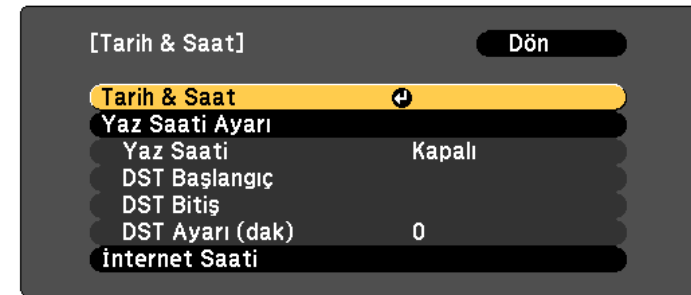 [Tarih & Saat] Dön
Tarih & Saat
Yaz Saati Ayarı
Yaz Saati Kapalı
DST Başlangıç
DST Bitiş
DST Ayarı (dak) 0
İnternet Saati